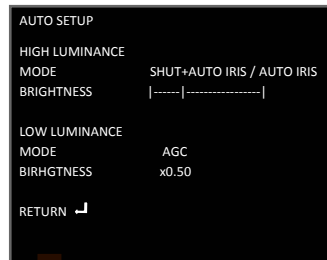 AUTO SETUP
HIGH LUMINANCE
MODE SHUT+AUTO IRIS / AUTO IRIS
BRIGHTNESS |------|-----------------|
LOW LUMINANCE
MODE AGC
BIRHGTNESS x0.50
RETURN ↵